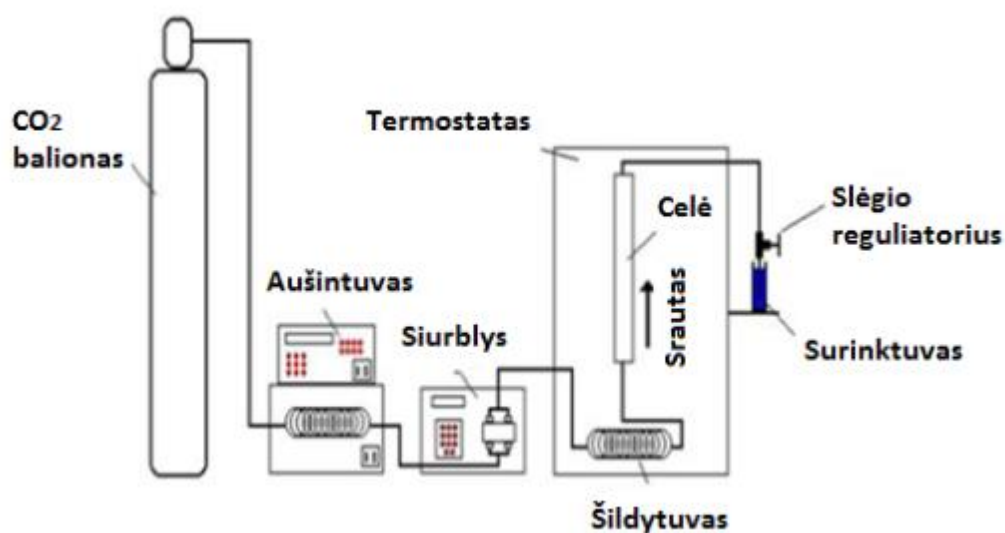 CO2
balionas
Termostatas
Celė
Slėgio
reguliatorius
Aušintuvas
Srautas
Siurblys
Surinktuvas
Šildytuvas